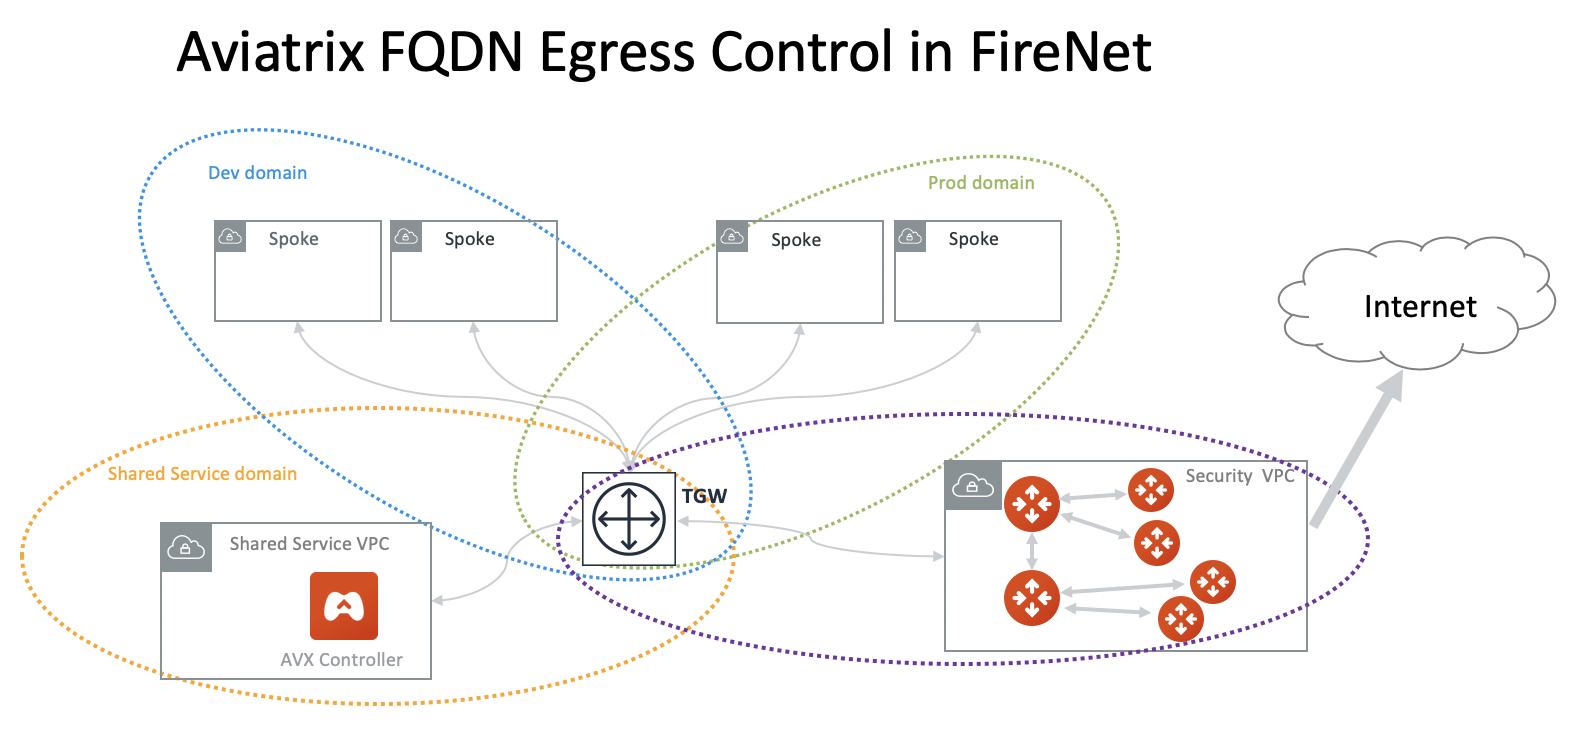 Aviatrix FQDN Egress Control in FireNet
Dev domain
Prod domain
Spoke
Spoke
Spoke
Spoke
Internet
Shared Service domain
TGW
Security VPC
Shared Service VPC
AVX Controller